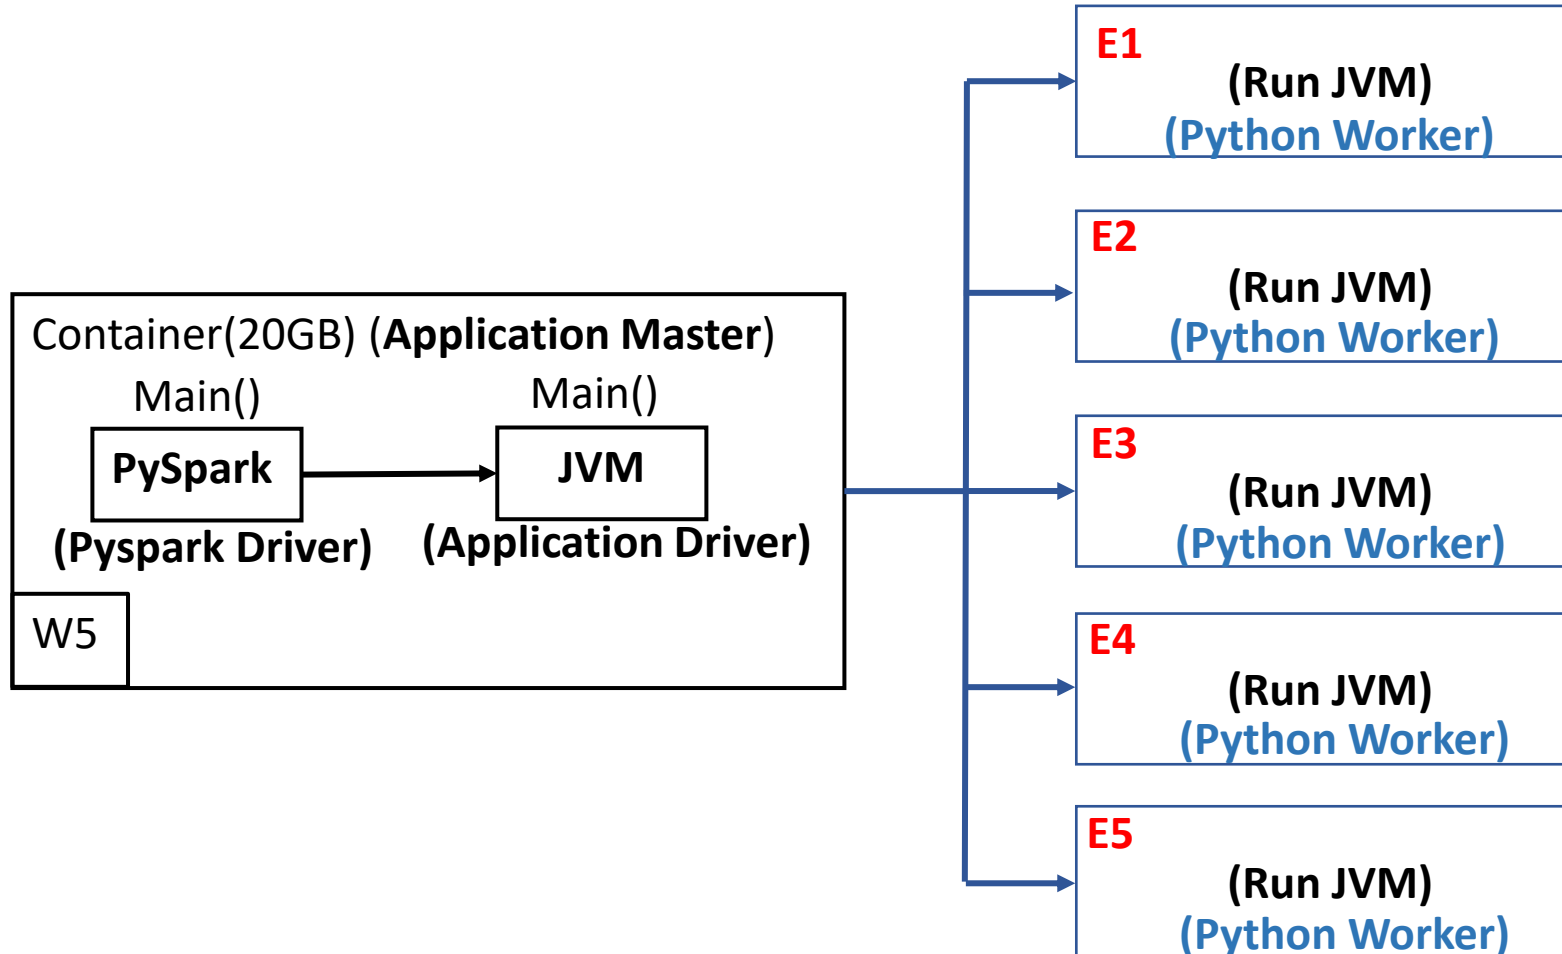 Container(20GB) (Application Master)
Main()
PySpark
(Pyspark Driver)
Main()
JVM
(Application Driver)
W5
E1
(Run JVM)
(Python Worker)
E2
(Run JVM)
(Python Worker)
E3
(Run JVM)
(Python Worker)
E4
(Run JVM)
(Python Worker)
E5
(Run JVM)
(Python Worker)